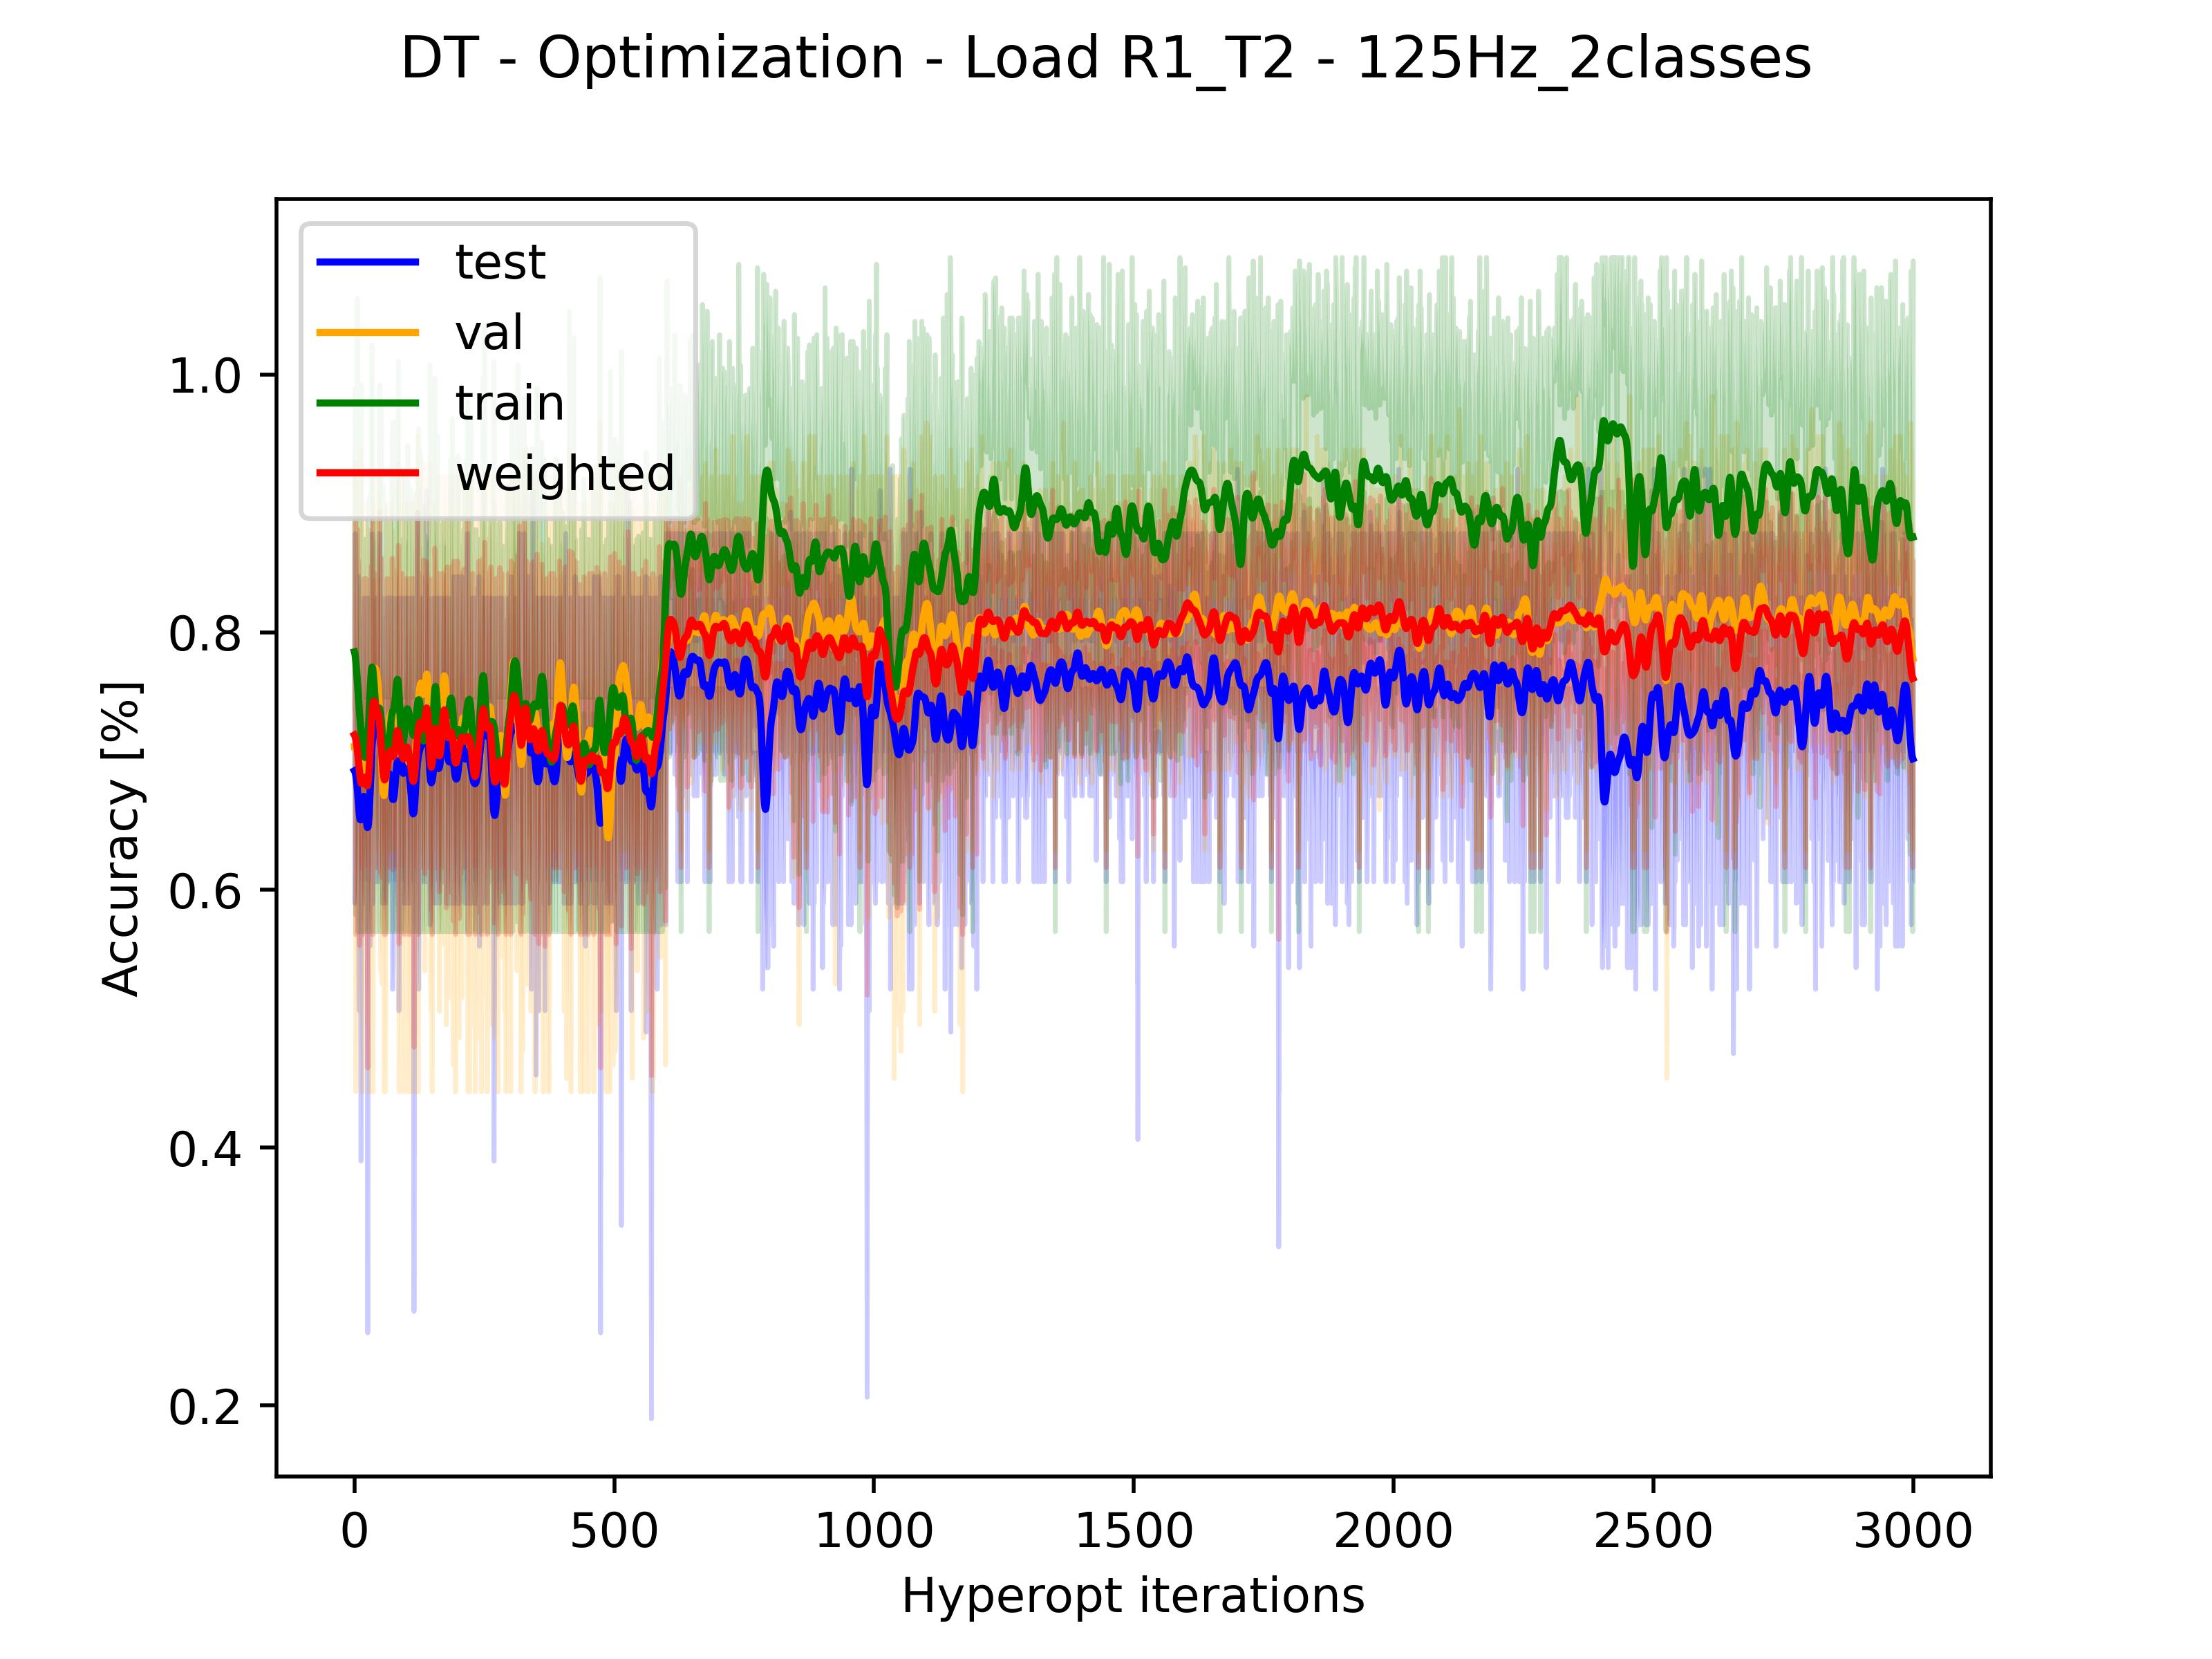 DT - Optimization - Load R1_T2 - 125Hz_2classes
test
val
train
weighted
1.0
0.8
0.6
0.4
0.2
Accuracy [%]
0 500 1000 1500 2000 2500 3000
Hyperopt iterations